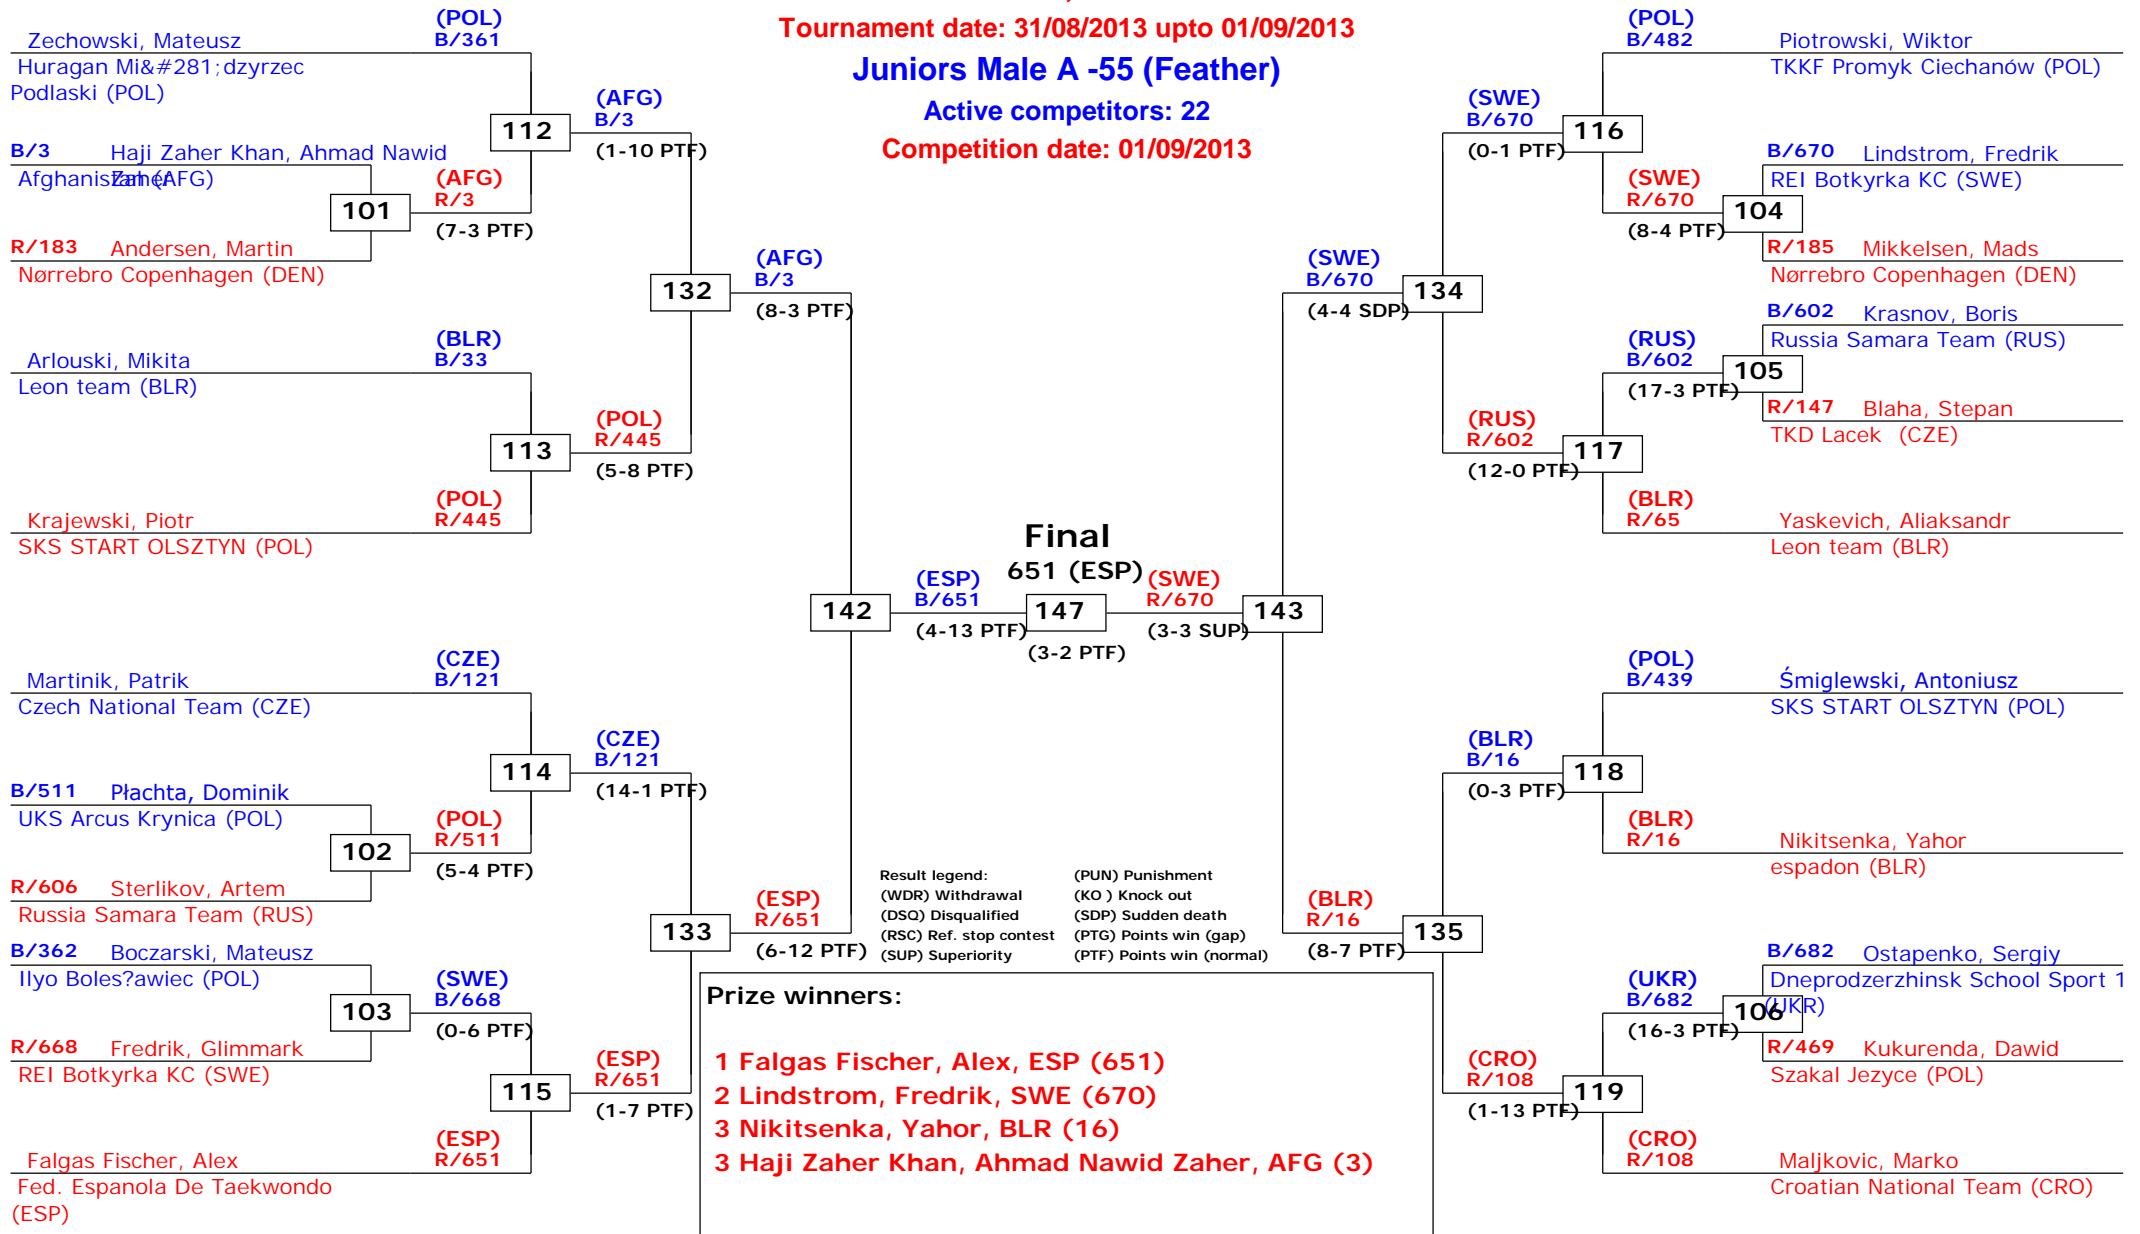 Tournament date: 31/08/2013 upto 01/09/2013
Juniors Male A -55 (Feather)
Active competitors: 22
Competition date: 01/09/2013
Zechowski, Mateusz
(POL)
B/361
Huragan Mi&#281;dzyrzec
Podlaski (POL)
B/3 Haji Zaher Khan, Ahmad Nawid
Zaher
Afghanistan (AFG)
101
R/183 Andersen, Martin
Nørrebro Copenhagen (DEN)
(AFG)
R/3
(7-3 PTF)
112
(AFG)
B/3
(1-10 PTF)
Arlouski, Mikita
Leon team (BLR)
(BLR)
B/33
113
Krajewski, Piotr
SKS START OLSZTYN (POL)
(POL)
R/445
(POL)
R/445
(5-8 PTF)
132
(AFG)
B/3
(8-3 PTF)
Martinik, Patrik
Czech National Team (CZE)
(CZE)
B/121
B/511 Płachta, Dominik
UKS Arcus Krynica (POL)
102
R/606 Sterlikov, Artem
Russia Samara Team (RUS)
(POL)
R/511
(5-4 PTF)
114
(CZE)
B/121
(14-1 PTF)
B/362 Boczarski, Mateusz
Ilyo Boles?awiec (POL)
103
R/668 Fredrik, Glimmark
REI Botkyrka KC (SWE)
(SWE)
B/668
(0-6 PTF)
115
Falgas Fischer, Alex
Fed. Espanola De Taekwondo
(ESP)
(ESP)
R/651
(ESP)
R/651
(1-7 PTF)
133
(ESP)
R/651
(6-12 PTF)
142
(ESP)
B/651
(4-13 PTF)
Final
651 (ESP)
147
(3-2 PTF)
(SWE)
R/670
(3-3 SUP)
143
(SWE)
B/670
(4-4 SDP)
134
(SWE)
B/670
(0-1 PTF)
116
(POL)
B/482
Piotrowski, Wiktor
TKKF Promyk Ciechanów (POL)
(SWE)
R/670
(8-4 PTF)
104
B/670 Lindstrom, Fredrik
REI Botkyrka KC (SWE)
R/185 Mikkelsen, Mads
Nørrebro Copenhagen (DEN)
(RUS)
R/602
(12-0 PTF)
117
(RUS)
B/602
(17-3 PTF)
105
B/602 Krasnov, Boris
Russia Samara Team (RUS)
R/147 Blaha, Stepan
TKD Lacek (CZE)
(BLR)
R/65
Yaskevich, Aliaksandr
Leon team (BLR)
(BLR)
R/16
(8-7 PTF)
135
(BLR)
B/16
(0-3 PTF)
118
(POL)
B/439
Śmiglewski, Antoniusz
SKS START OLSZTYN (POL)
(BLR)
R/16
Nikitsenka, Yahor
espadon (BLR)
(CRO)
R/108
(1-13 PTF)
119
(UKR)
B/682
(16-3 PTF)
106
B/682 Ostapenko, Sergiy
Dneprodzerzhinsk School Sport 1
(UKR)
R/469 Kukurenda, Dawid
Szakal Jezyce (POL)
(CRO)
R/108
Maljkovic, Marko
Croatian National Team (CRO)
Result legend:
(WDR) Withdrawal
(DSQ) Disqualified
(RSC) Ref. stop contest
(SUP) Superiority
(PUN) Punishment
(KO ) Knock out
(SDP) Sudden death
(PTG) Points win (gap)
(PTF) Points win (normal)
Prize winners:
1 Falgas Fischer, Alex, ESP (651)
2 Lindstrom, Fredrik, SWE (670)
3 Nikitsenka, Yahor, BLR (16)
3 Haji Zaher Khan, Ahmad Nawid Zaher, AFG (3)